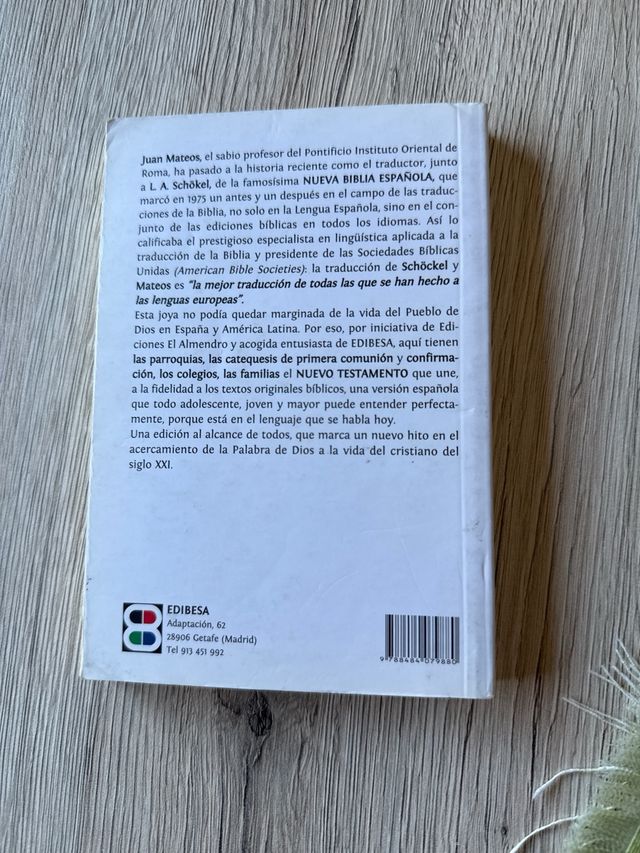 Juan Mateos, el sabio profesor del Pontificio Instituto Oriental de
Roma, ha pasado a la historia reciente como el traductor, junto
a L. A. Schökel, de la famosísima NUEVA BIBLIA ESPAÑOLA, que
marcó en 1975 un antes y un después en el campo de las traduc-
ciones de la Biblia, no solo en la Lengua Española, sino en el con-
junto de las ediciones bíblicas en todos los idiomas. Así lo
calificaba el prestigioso especialista en lingüística aplicada a la
traducción de la Biblia y presidente de las Sociedades Bíblicas
Unidas (American Bible Societies): la traducción de Schöckel y
Mateos es "la mejor traducción de todas las que se han hecho a
las lenguas europeas".
Esta joya no podía quedar marginada de la vida del Pueblo de
Dios en España y América Latina. Por eso, por iniciativa de Edi-
ciones El Almendro y acogida entusiasta de EDIBESA, aquí tienen
las parroquias, las catequesis de primera comunión y confirma-
ción, los colegios, las familias el NUEVO TESTAMENTO que une,
a la fidelidad a los textos originales bíblicos, una versión española
que todo adolescente, joven y mayor puede entender perfecta-
mente, porque está en el lenguaje que se habla hoy.
Una edición al alcance de todos, que marca un nuevo hito en el
acercamiento de la Palabra de Dios a la vida del cristiano del
siglo XXI.
EDIBESA
Adaptación, 62
28906 Getafe (Madrid)
Tel 913 451 992
9 788484 079880